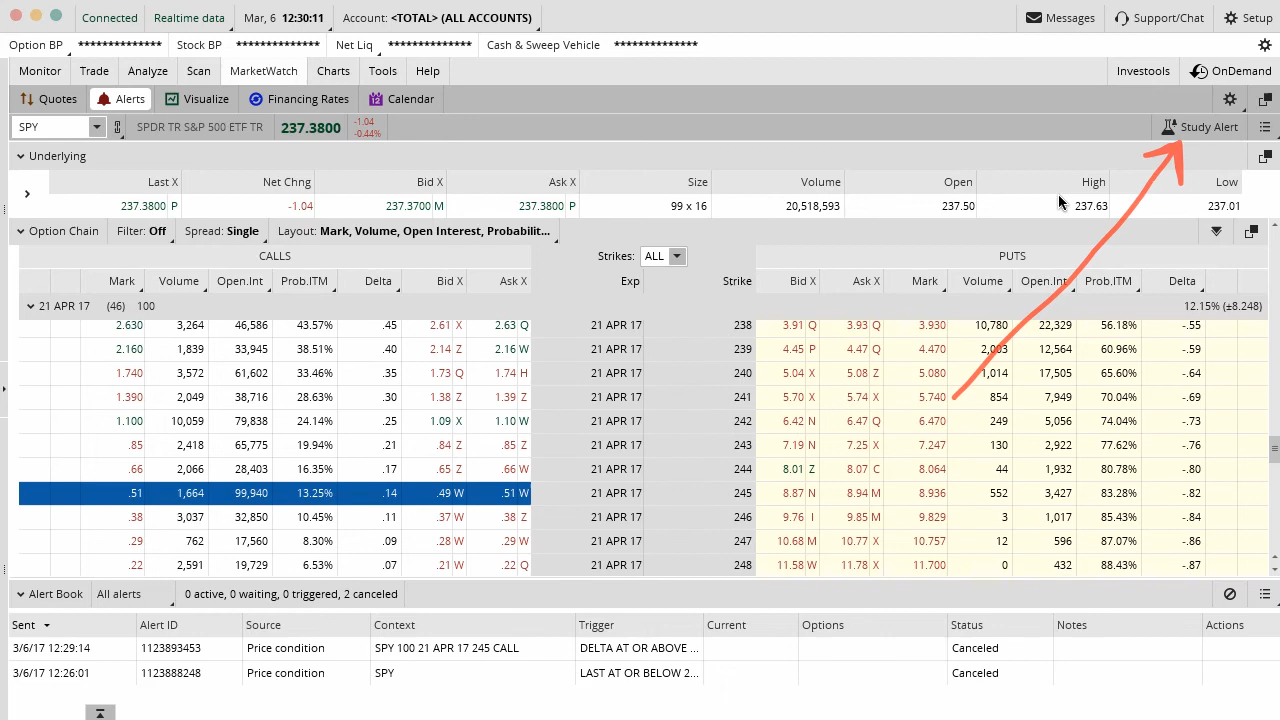 Connected Realtime data Mar, 6 12:30:11 Account: <TOTAL> (ALL ACCOUNTS) Messages Support/Chat Setup
Option BP ************** Stock BP ************** Net Liq ************** Cash & Sweep Vehicle **************
Monitor Trade Analyze Scan MarketWatch Charts Tools Help Investools OnDemand
Quotes Alerts Visualize Financing Rates 12 Calendar
SPY SPDR TR S&P 500 ETF TR 237.3800 -1.04 -0.44% Study Alert
Underlying
Last X Net Chng Bid X Ask X Size Volume Open High Low
237.3800 P -1.04 237.3700 M 237.3800 P 99 x 16 20,518,593 237.50 237.63 237.01
Option Chain Filter: Off Spread: Single Layout: Mark, Volume, Open Interest, Probabilit...
CALLS Strikes: ALL PUTS
Mark Volume Open.Int Prob.ITM Delta Bid X Ask X Exp Strike Bid X Ask X Mark Volume Open.Int Prob.ITM Delta
21 APR 17 (46) 100 12.15% (±8.248)
2.630 3,264 46,586 43.57% .45 2.61 X 2.63 Q 21 APR 17 238 3.91 Q 3.93 Q 3.930 10,780 22,329 56.18% -.55
2.160 1,839 33,945 38.51% .40 2.14 Z 2.16 W 21 APR 17 239 4.45 P 4.47 Q 4.470 2,003 12,564 60.96% -.59
1.740 3,572 61,602 33.46% .35 1.73 Q 1.74 H 21 APR 17 240 5.04 X 5.08 Z 5.080 1,014 17,505 65.60% -.64
1.390 2,049 38,716 28.63% .30 1.38 Z 1.39 Z 21 APR 17 241 5.70 X 5.74 X 5.740 854 7,949 70.04% -.69
1.100 10,059 79,838 24.14% .25 1.09 X 1.10 W 21 APR 17 242 6.42 N 6.47 Q 6.470 249 5,056 74.04% -.73
.85 2,418 65,775 19.94% .21 .84 Z .85 Z 21 APR 17 243 7.19 N 7.25 X 7.247 130 2,922 77.62% -.76
.66 2,066 28,403 16.35% .17 .65 Z .66 W 21 APR 17 244 8.01 Z 8.07 C 8.064 44 1,932 80.78% -.80
.51 1,664 99,940 13.25% .14 .49 W .51 W 21 APR 17 245 8.87 N 8.94 M 8.936 552 3,427 83.28% -.82
.38 3,037 32,850 10.45% .11 .37 W .38 Z 21 APR 17 246 9.76 I 9.85 M 9.829 3 1,017 85.43% -.84
.29 762 17,560 8.30% .09 .28 W .29 W 21 APR 17 247 10.68 M 10.77 X 10.757 12 596 87.07% -.86
.22 2,591 19,729 6.53% .07 .21 W .22 Q 21 APR 17 248 11.58 W 11.78 X 11.700 0 432 88.43% -.87
Alert Book All alerts 0 active, 0 waiting, 0 triggered, 2 canceled
Sent Alert ID Source Context Trigger Current Options Status Notes Actions
3/6/17 12:29:14 1123893453 Price condition SPY 100 21 APR 17 245 CALL DELTA AT OR ABOVE ... Canceled
3/6/17 12:26:01 1123888248 Price condition SPY LAST AT OR BELOW 2... Canceled